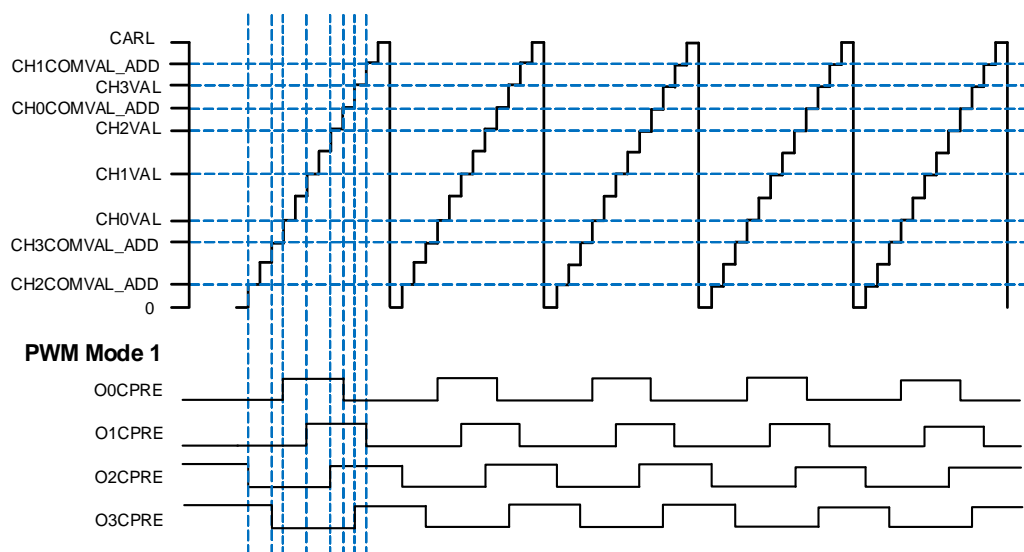 CARL
CH1COMVAL_ADD
CH3VAL
CH0COMVAL_ADD
CH2VAL
CH1VAL
CH0VAL
CH3COMVAL_ADD
CH2COMVAL_ADD
0
PWM Mode 1
O0CPRE
O1CPRE
O2CPRE
O3CPRE